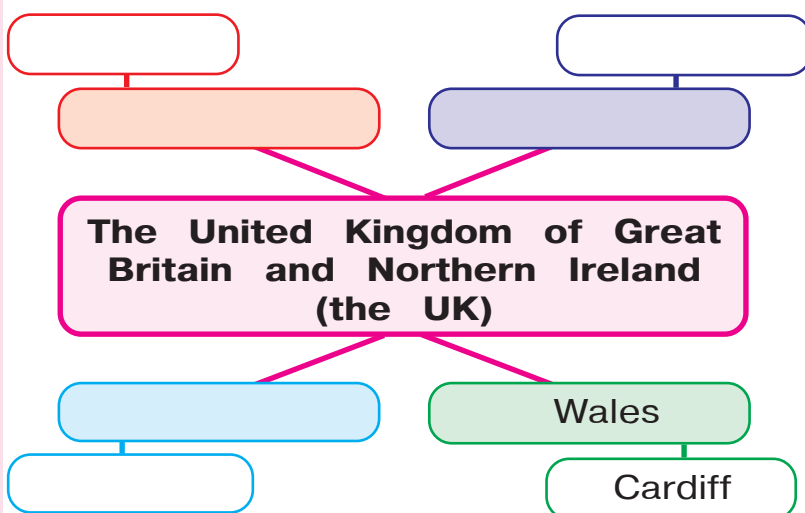 The United Kingdom of Great
Britain and Northern Ireland
(the UK)
Wales
Cardiff